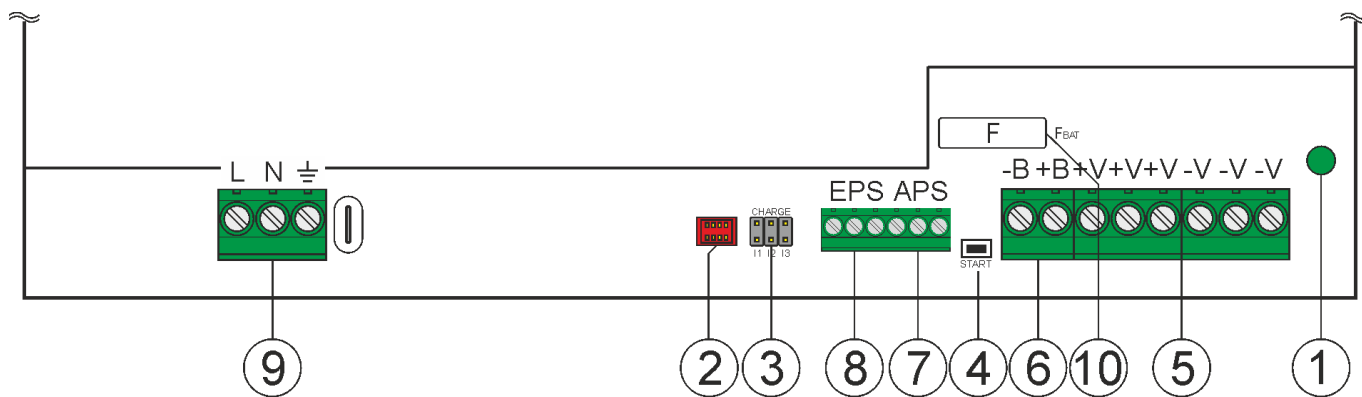 F
FBAT
L N ⏚
-B +B +V +V +V -V -V -V
EPS APS
CHARGE
I1 I2 I3
START
9 2 3 8 7 4 6 10 5 1